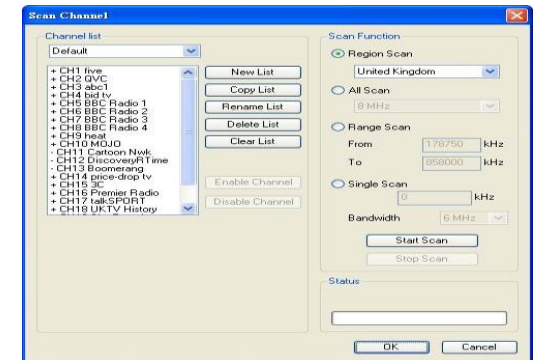 Scan Channel
Channel list
Default
+ CH1 five
+ CH2 QVC
+ CH3 abc1
+ CH4 bid tv
+ CH5 BBC Radio 1
+ CH6 BBC Radio 2
+ CH7 BBC Radio 3
+ CH8 BBC Radio 4
+ CH9 heat
+ CH10 MOJO
- CH11 Cartoon Nwk
- CH12 DiscoveryRTime
- CH13 Boomerang
+ CH14 price-drop tv
+ CH15 3C
+ CH16 Premier Radio
+ CH17 talkSPORT
+ CH18 UKTV History
New List
Copy List
Rename List
Delete List
Clear List
Enable Channel
Disable Channel
Scan Function
Region Scan
United Kingdom
All Scan
8 MHz
Range Scan
From 178750 kHz
To 858000 kHz
Single Scan
0 kHz
Bandwidth 6 MHz
Start Scan
Stop Scan
Status
OK Cancel